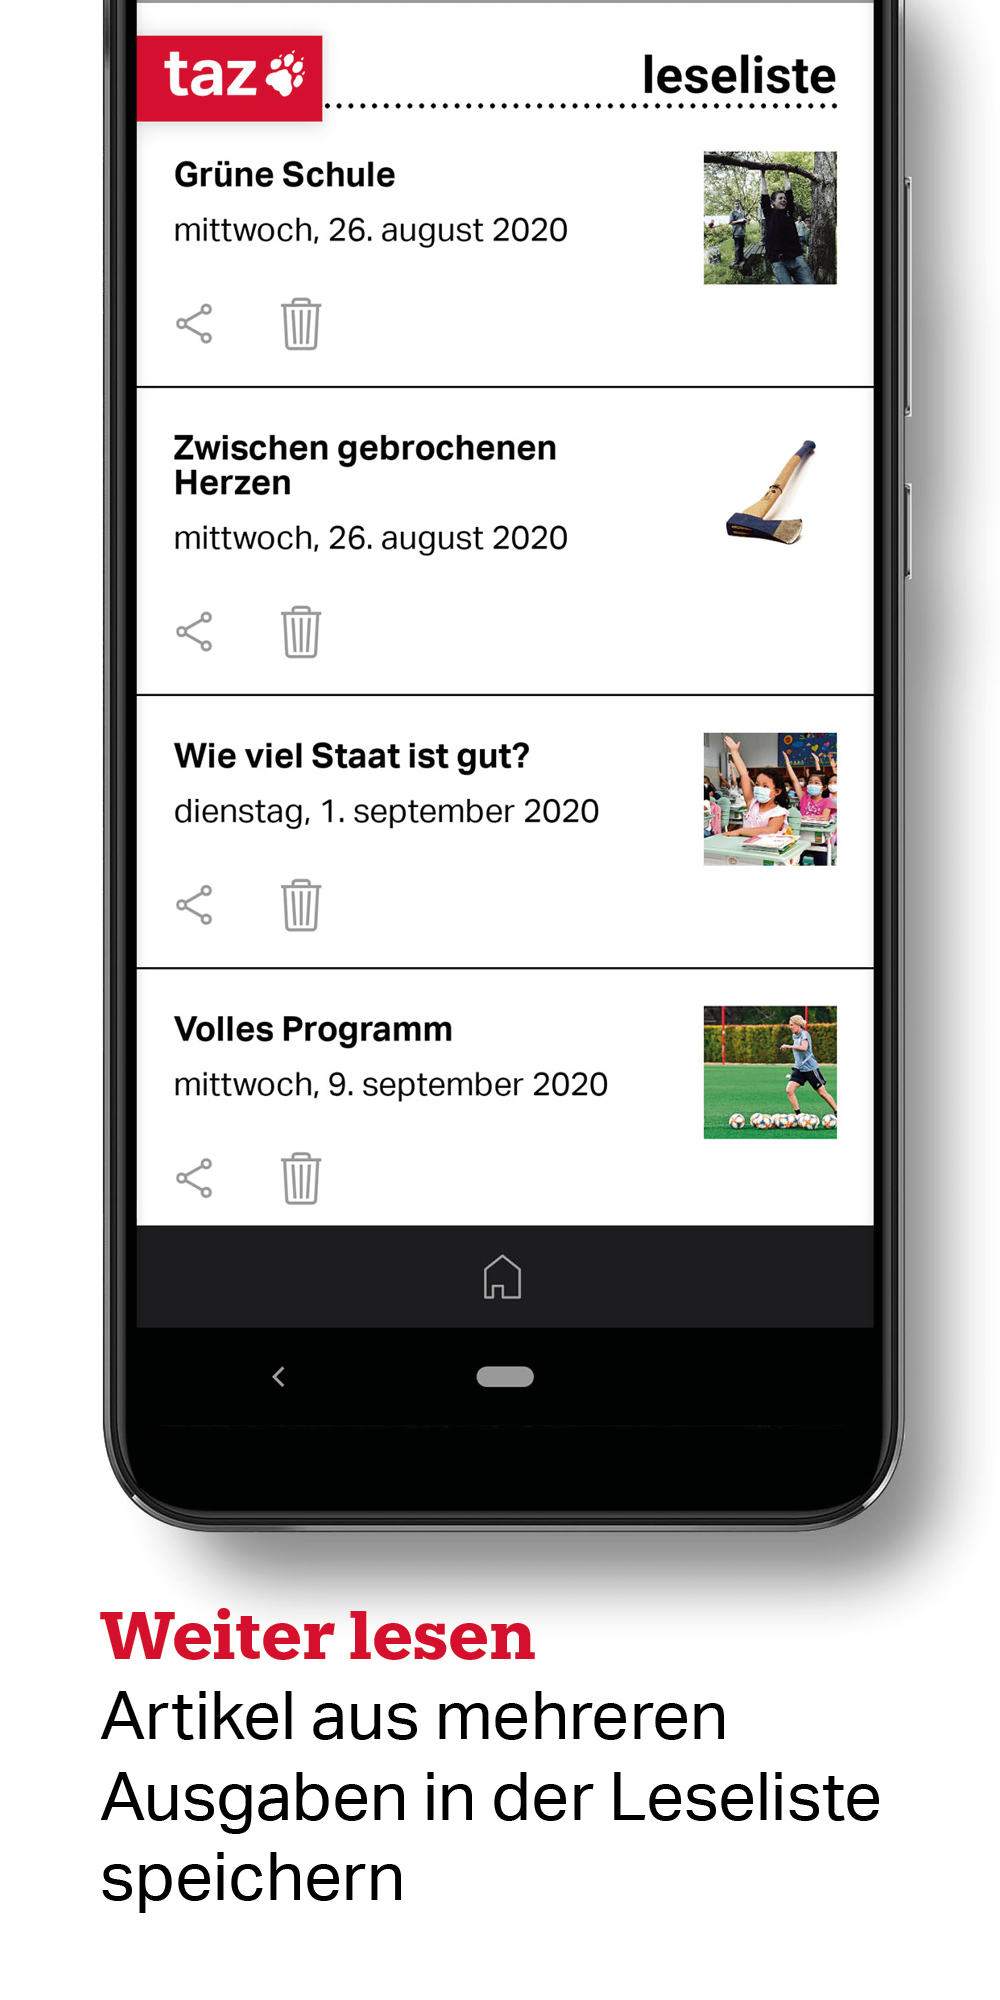 taz
leseliste
Grüne Schule
mittwoch, 26. august 2020
Zwischen gebrochenen
Herzen
mittwoch, 26. august 2020
Wie viel Staat ist gut?
dienstag, 1. september 2020
Volles Programm
mittwoch, 9. september 2020
Weiter lesen
Artikel aus mehreren
Ausgaben in der Leseliste
speichern